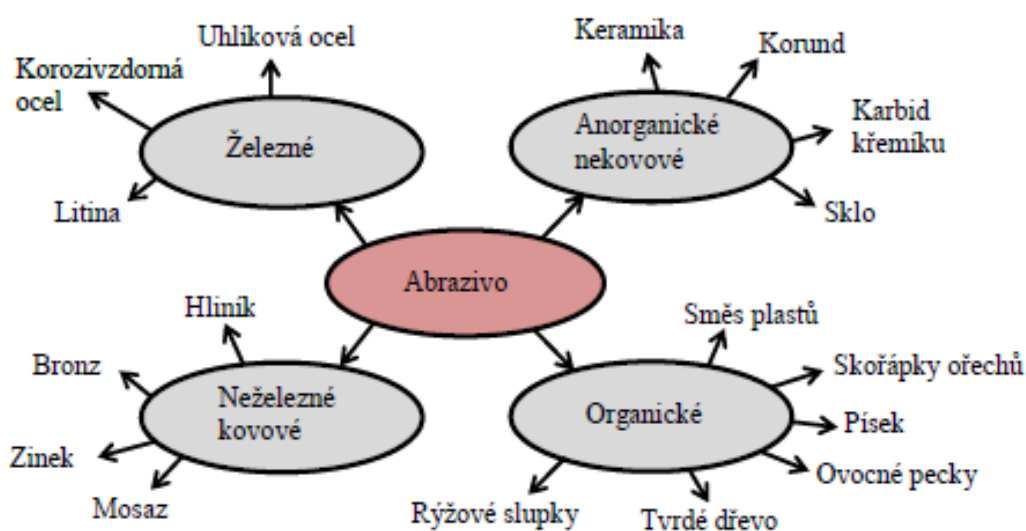 Uhlíková ocel
Korozivzdorná
ocel
Železné
Litina
Keramika
Korund
Anorganické
nekovové
Karbid
křemíku
Sklo
Abrazivo
Hliník
Bronz
Neželezné
kovové
Zinek
Mosaz
Směs plastů
Skořápky ořechů
Organické
Písek
Ovocné pecky
Rýžové slupky
Tvrdé dřevo